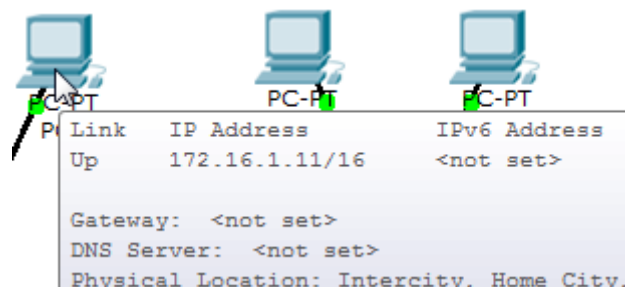 PC-PT PC-PT PC-PT
Link IP Address IPv6 Address
Up 172.16.1.11/16 <not set>
Gateway: <not set>
DNS Server: <not set>
Physical Location: Intercity, Home City,